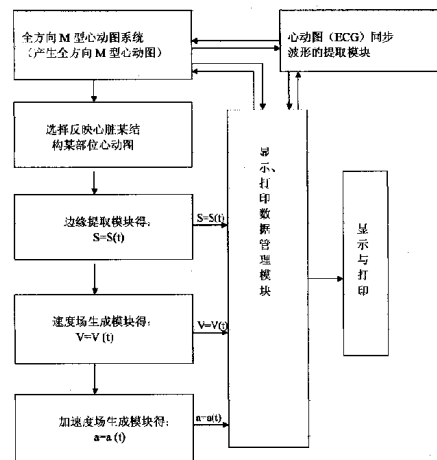 全方向 M 型心动图系统
（产生全方向 M 型心动图）
心动图（ECG）同步
波形的提取模块
选择反映心脏某结
构某部位心动图
边缘提取模块得：
S=S(t)
S=S(t)
速度场生成模块得：
V=V (t)
V=V(t)
加速度场生成模块得：
a=a (t)
a=a(t)
显示、打印数据管理模块
显示与打印